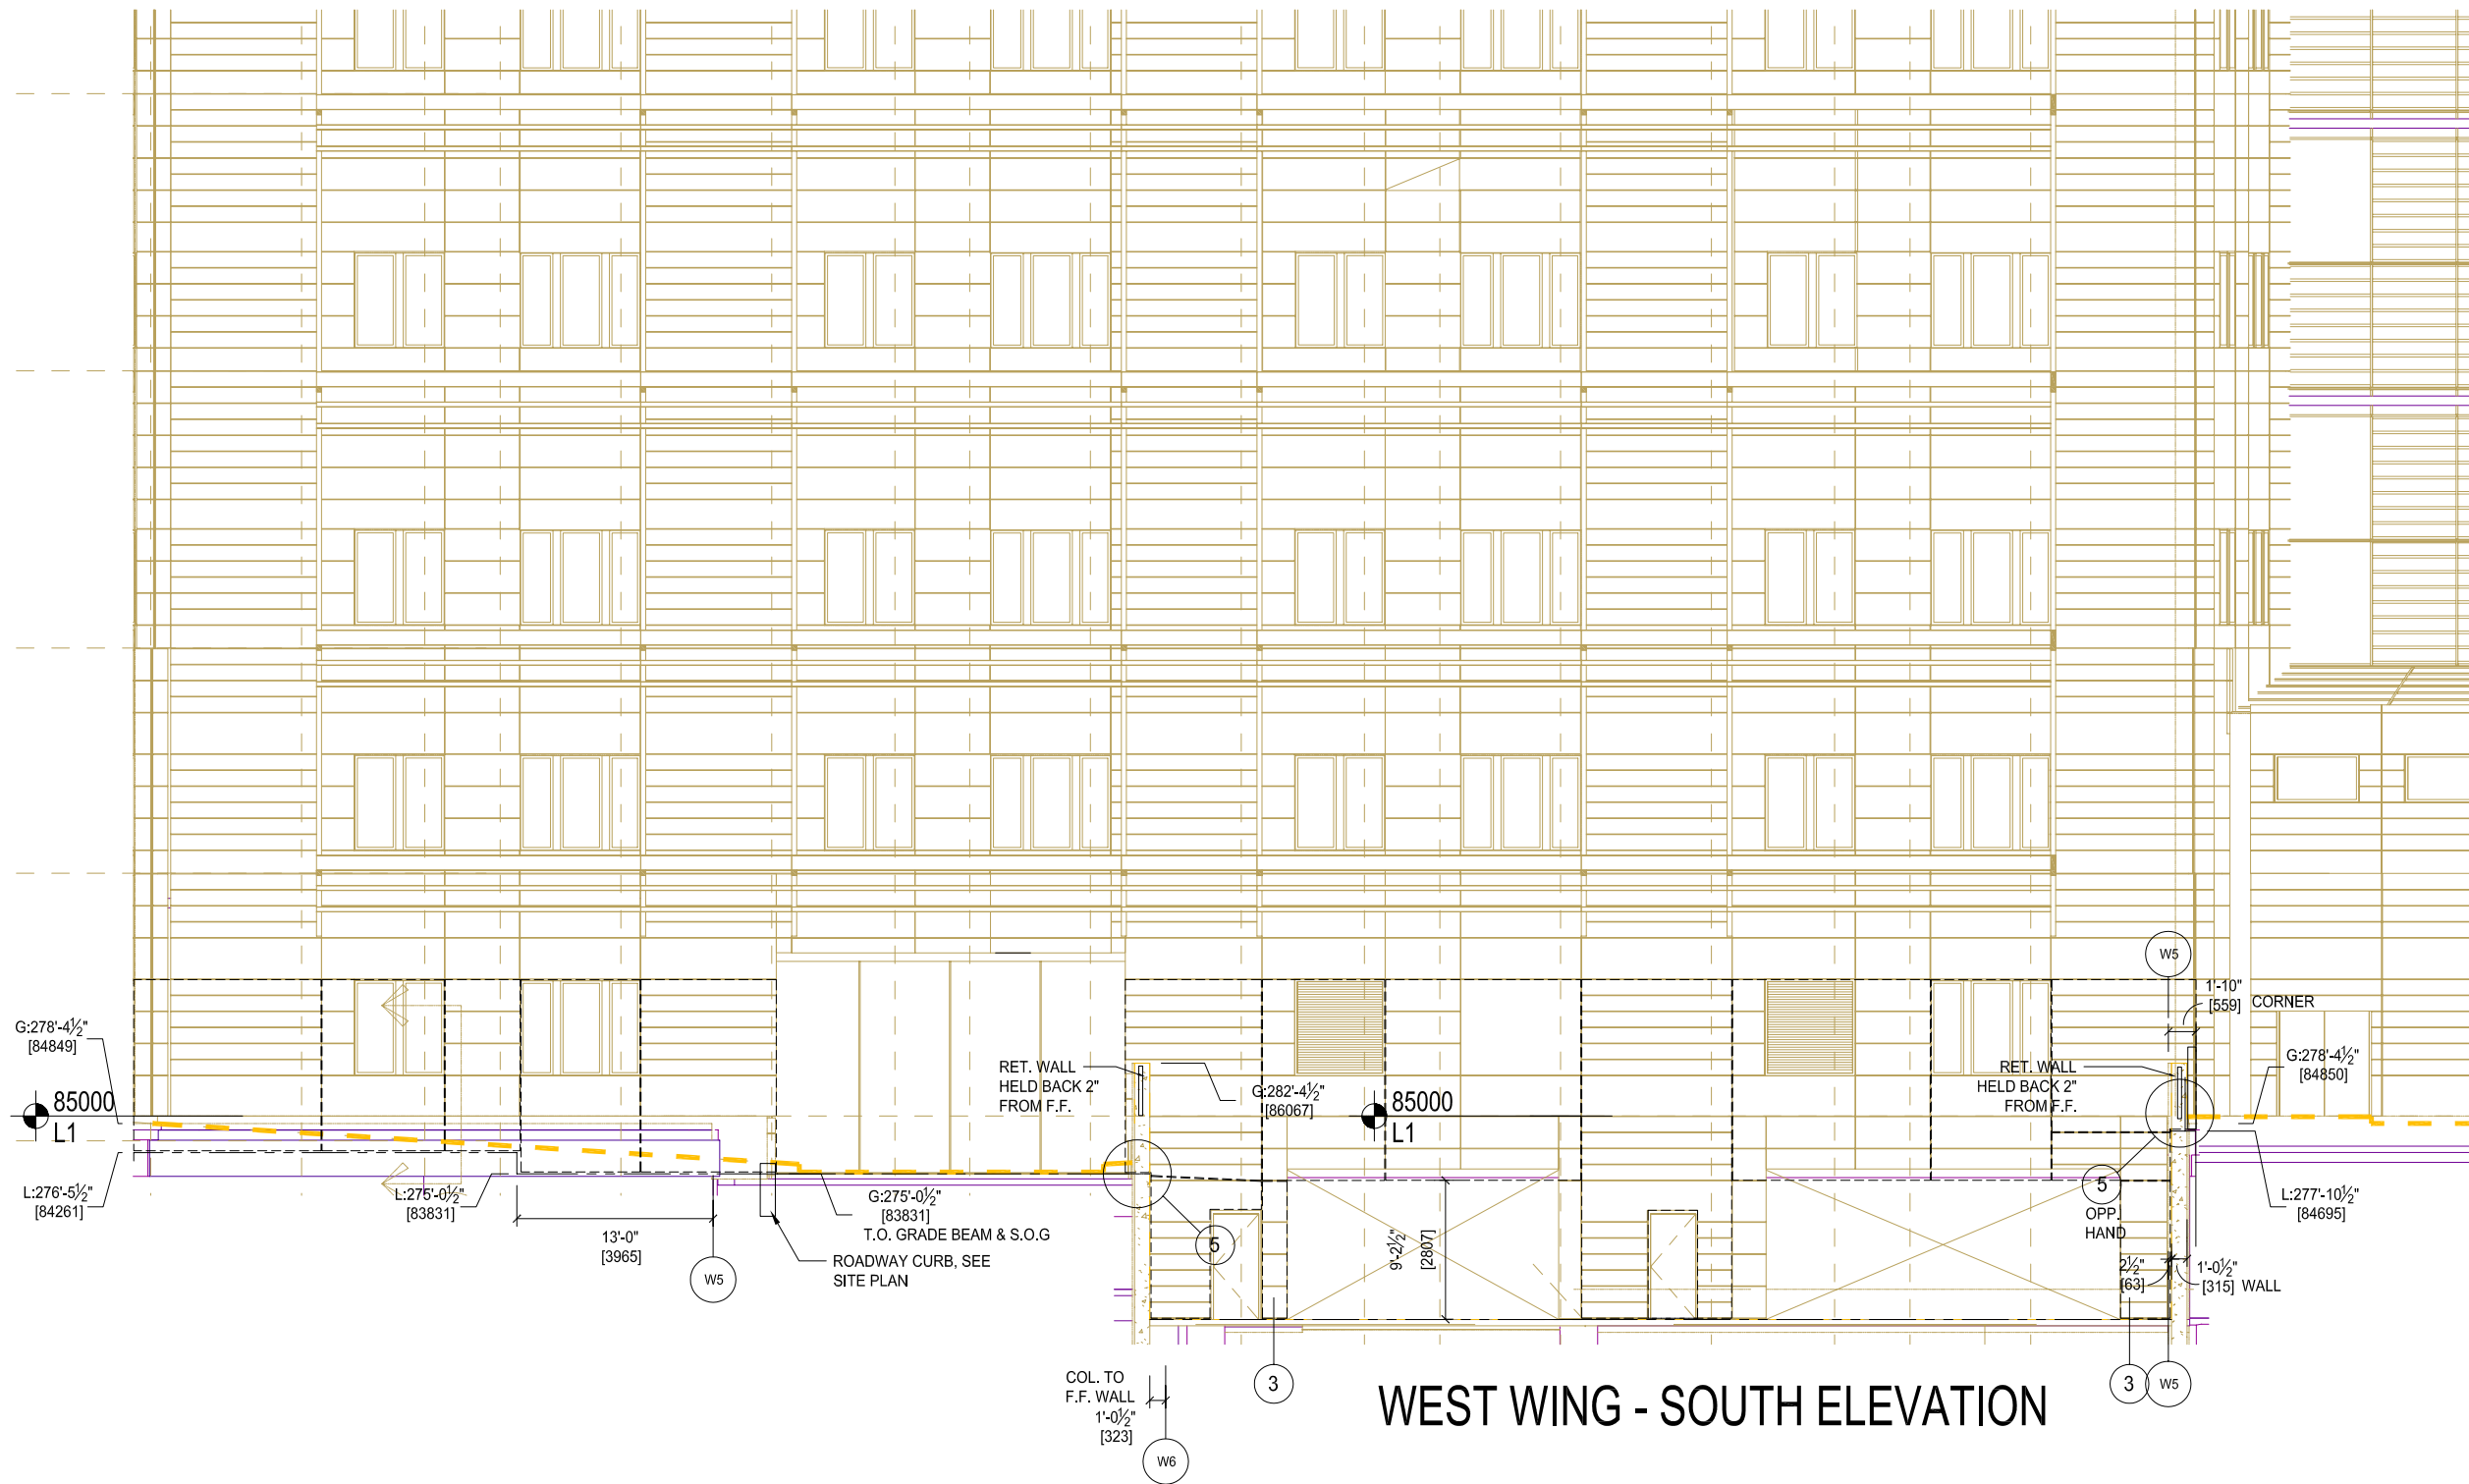 W5
1'-10"
[559] CORNER
G:278'-4½"
[84849]
RET. WALL
HELD BACK 2"
FROM F.F.
G:282'-4½"
[86067]
RET. WALL
HELD BACK 2"
FROM F.F.
G:278'-4½"
[84850]
85000
L1
85000
L1
L:276'-5½"
[84261]
L:275'-0½"
[83831]
G:275'-0½"
[83831]
T.O. GRADE BEAM & S.O.G
13'-0"
[3965]
ROADWAY CURB, SEE
SITE PLAN
W5
5
9'-2½"
[2807]
5
OPP.
HAND
L:277'-10½"
[84695]
2½"
[63]
1'-0½"
[315] WALL
COL. TO
F.F. WALL
1'-0½"
[323]
W6
3
WEST WING - SOUTH ELEVATION
3
W5